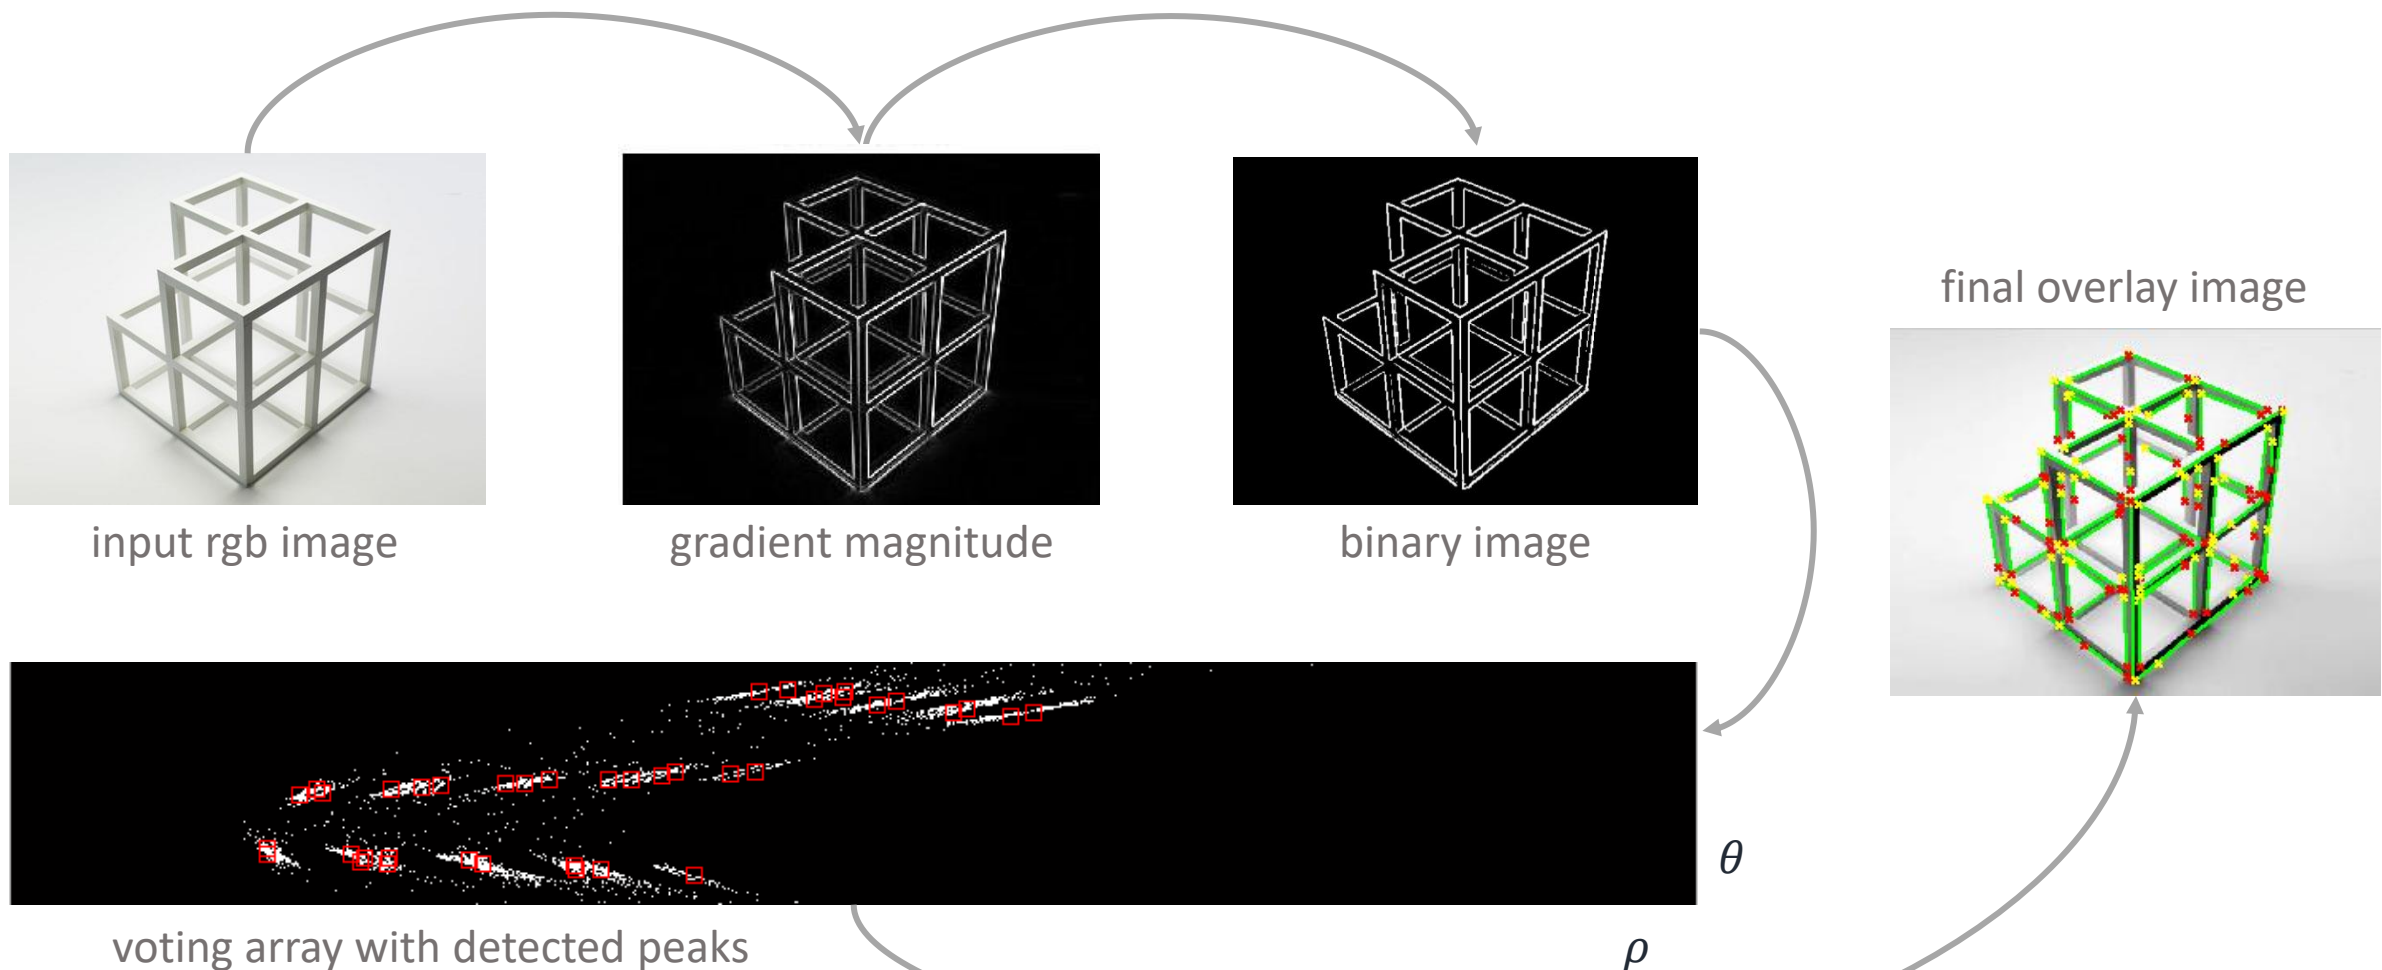 final overlay image
input rgb image
gradient magnitude
binary image
θ
voting array with detected peaks
ρ